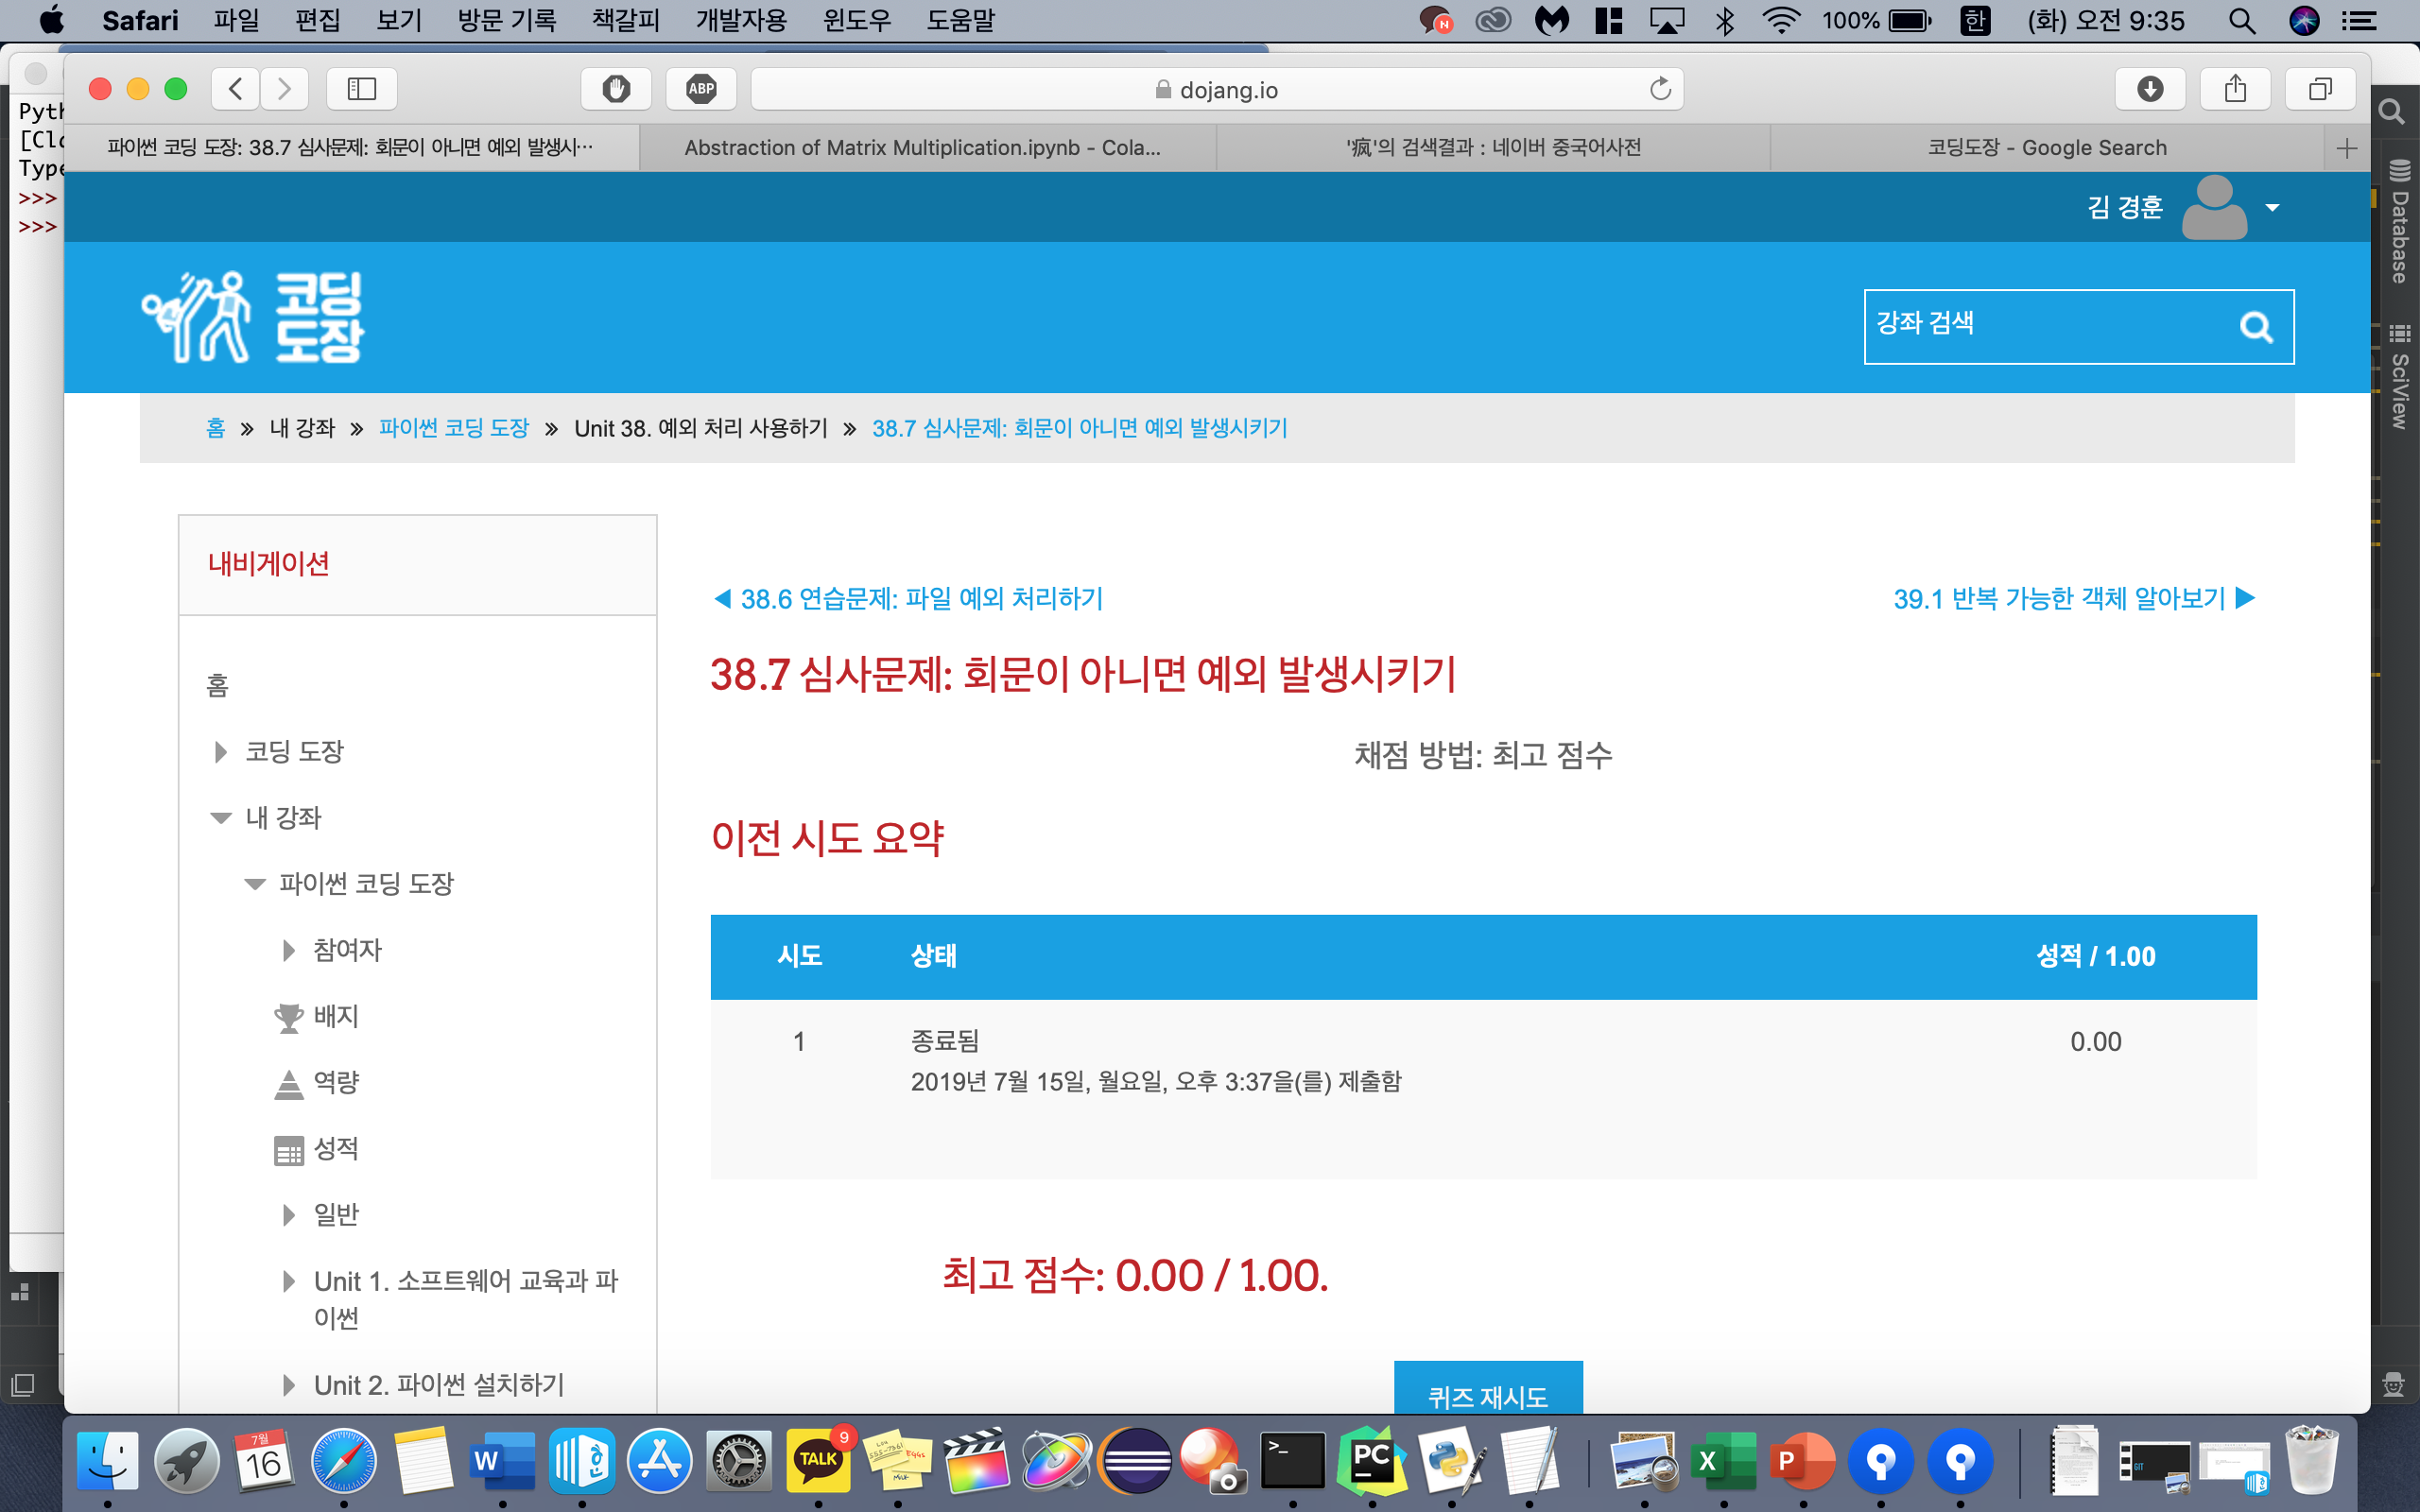 Safari 파일 편집 보기 방문 기록 책갈피 개발자용 윈도우 도움말 100% 한 (화) 오전 9:35
ABP dojang.io
파이썬 코딩 도장: 38.7 심사문제: 회문이 아니면 예외 발생시… Abstraction of Matrix Multiplication.ipynb - Cola... '疯'의 검색결과 : 네이버 중국어사전 코딩도장 - Google Search
Pyth
[Clo
Type
>>>
>>>
김 경훈
코딩
도장
강좌 검색
Database
SciView
홈 » 내 강좌 » 파이썬 코딩 도장 » Unit 38. 예외 처리 사용하기 » 38.7 심사문제: 회문이 아니면 예외 발생시키기
내비게이션
홈
코딩 도장
내 강좌
파이썬 코딩 도장
참여자
배지
역량
성적
일반
Unit 1. 소프트웨어 교육과 파
이썬
Unit 2. 파이썬 설치하기
◀ 38.6 연습문제: 파일 예외 처리하기
39.1 반복 가능한 객체 알아보기 ▶
38.7 심사문제: 회문이 아니면 예외 발생시키기
채점 방법: 최고 점수
이전 시도 요약
시도 상태 성적 / 1.00
1 종료됨 0.00
2019년 7월 15일, 월요일, 오후 3:37을(를) 제출함
최고 점수: 0.00 / 1.00.
퀴즈 재시도
7월
16
W
한
TALK
9
>_
PC
X
P
GIT